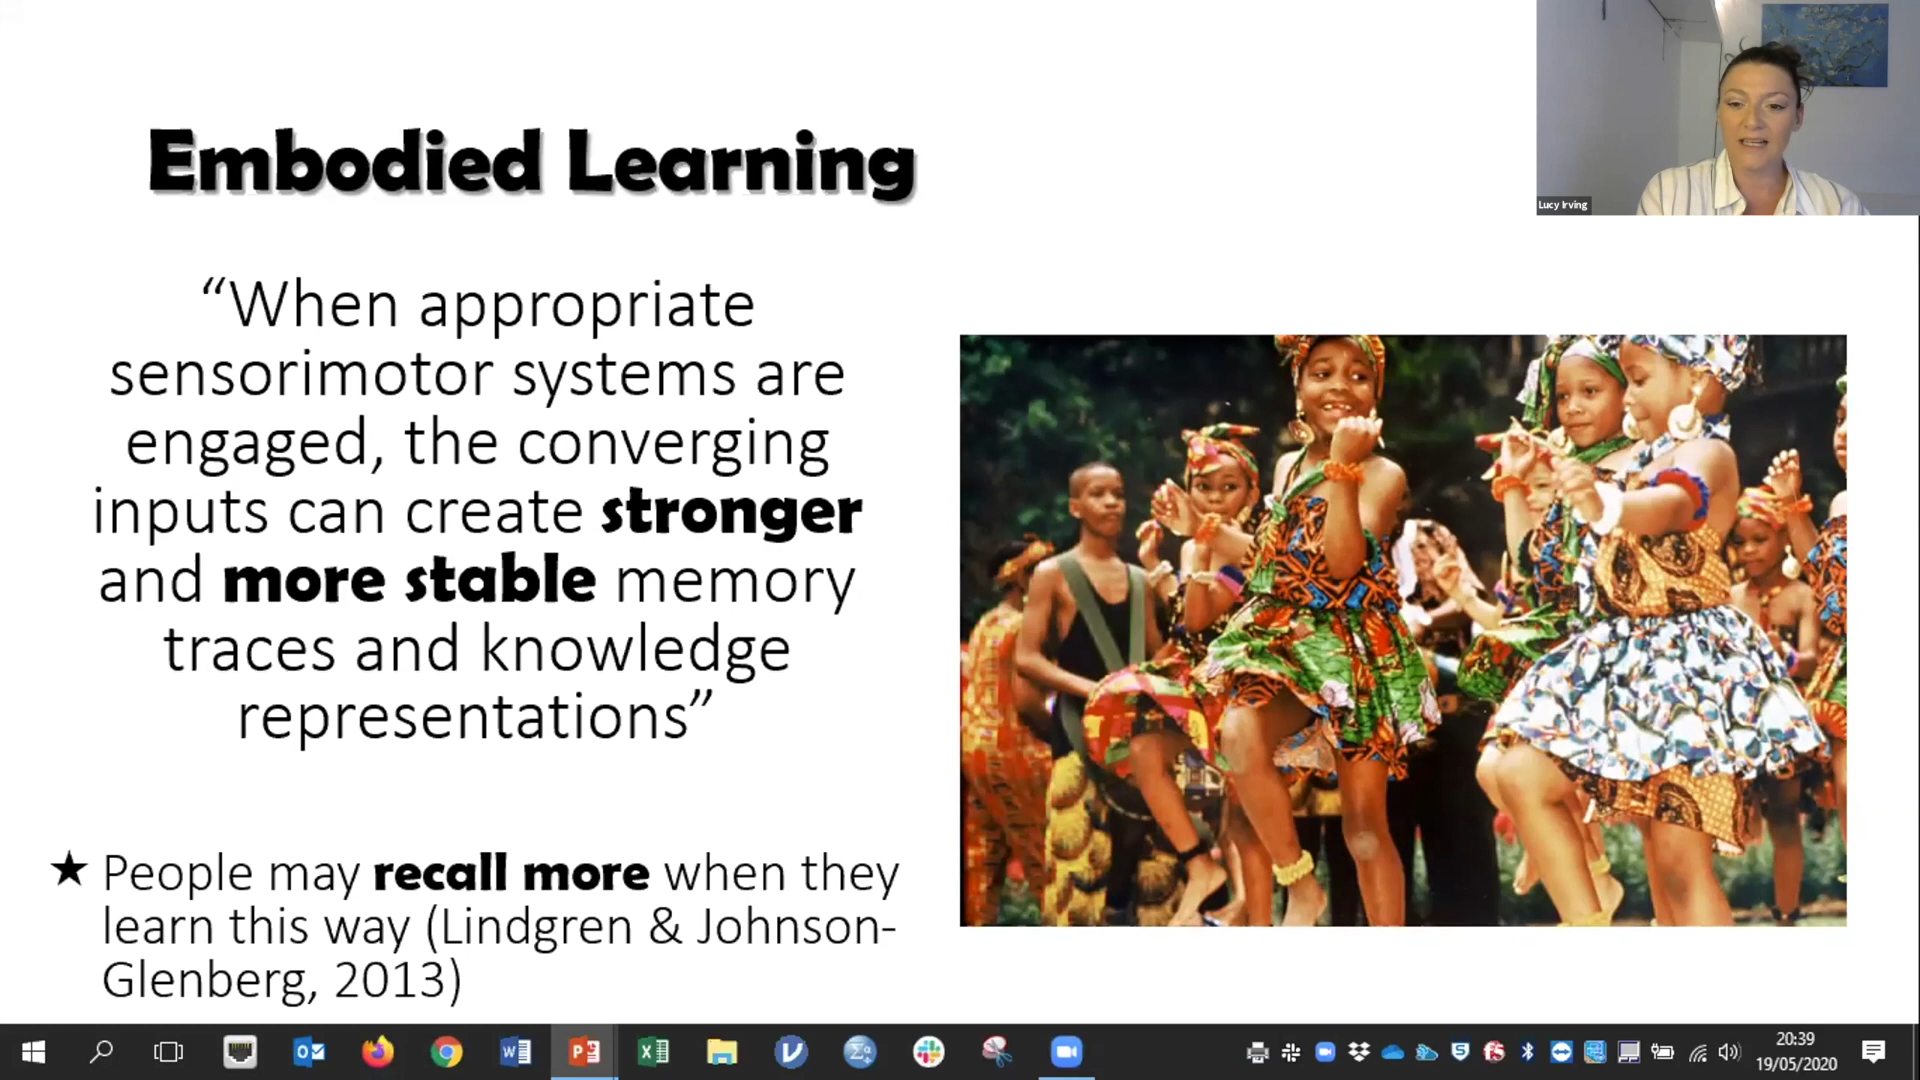 Embodied Learning
“When appropriate
sensorimotor systems are
engaged, the converging
inputs can create stronger
and more stable memory
traces and knowledge
representations”
★ People may recall more when they
learn this way (Lindgren & Johnson-
Glenberg, 2013)
Lucy Irving
20:39
19/05/2020